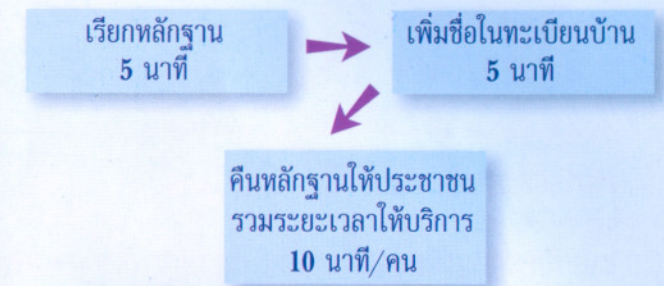 เรียกหลักฐาน
5 นาที
เพิ่มชื่อในทะเบียนบ้าน
5 นาที
คืนหลักฐานให้ประชาชน
รวมระยะเวลาให้บริการ
10 นาที/คน